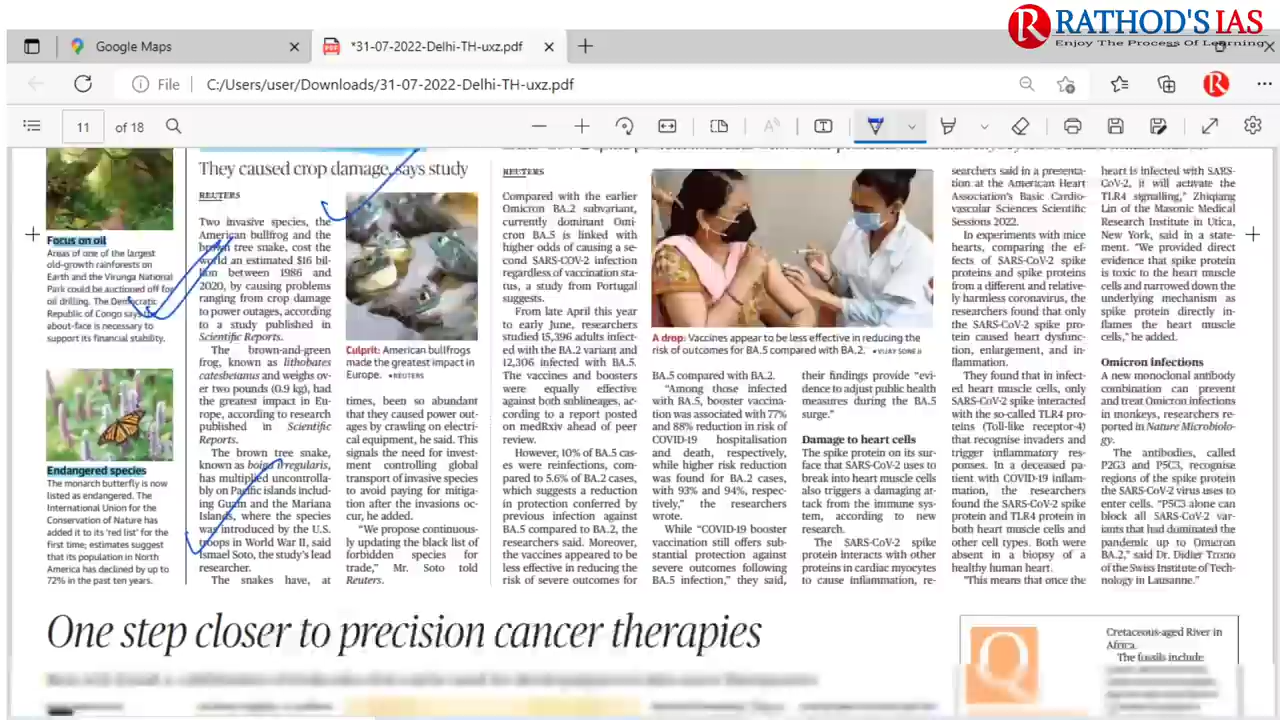 RATHOD'S IAS
Enjoy The Process Of Learning
Google Maps
*31-07-2022-Delhi-TH-uxz.pdf
File
C:/Users/user/Downloads/31-07-2022-Delhi-TH-uxz.pdf
11
of 18
Focus on oil
Areas of one of the largest
old-growth rainforests on
Earth and the Virunga National
Park could be auctioned off for
oil drilling. The Democratic
Republic of Congo says the
about-face is necessary to
support its financial stability.
Endangered species
The monarch butterfly is now
listed as endangered. The
International Union for the
Conservation of Nature has
added it to its 'red list' for the
first time; estimates suggest
that its population in North
America has declined by up to
72% in the past ten years.
They caused crop damage, says study
REUTERS
Two invasive species, the
American bullfrog and the
brown tree snake, cost the
world an estimated $16 bil-
lion between 1986 and
2020, by causing problems
ranging from crop damage
to power outages, according
to a study published in
Scientific Reports.
The brown-and-green
frog, known as lithobates
catesbeianus and weighs ov-
er two pounds (0.9 kg), had
the greatest impact in Eu-
rope, according to research
published in Scientific
Reports.
The brown tree snake,
known as boiga irregularis,
has multiplied uncontrolla-
bly on Pacific islands includ-
ing Guam and the Mariana
Islands, where the species
was introduced by the U.S.
troops in World War II, said
Ismael Soto, the study's lead
researcher.
The snakes have, at
Culprit: American bullfrogs
made the greatest impact in
Europe. •REUTERS
times, been so abundant
that they caused power out-
ages by crawling on electri-
cal equipment, he said. This
signals the need for invest-
ment controlling global
transport of invasive species
to avoid paying for mitiga-
tion after the invasions oc-
cur, he added.
"We propose continuous-
ly updating the black list of
forbidden species for
trade," Mr. Soto told
Reuters.
REUTERS
Compared with the earlier
Omicron BA.2 subvariant,
currently dominant Omi-
cron BA.5 is linked with
higher odds of causing a se-
cond SARS-COV-2 infection
regardless of vaccination sta-
tus, a study from Portugal
suggests.
From late April this year
to early June, researchers
studied 15,396 adults infect-
ed with the BA.2 variant and
12,306 infected with BA.5.
The vaccines and boosters
were equally effective
against both sublineages, ac-
cording to a report posted
on medRxiv ahead of peer
review.
However, 10% of BA.5 cas-
es were reinfections, com-
pared to 5.6% of BA.2 cases,
which suggests a reduction
in protection conferred by
previous infection against
BA.5 compared to BA.2, the
researchers said. Moreover,
the vaccines appeared to be
less effective in reducing the
risk of severe outcomes for
A drop: Vaccines appear to be less effective in reducing the
risk of outcomes for BA.5 compared with BA.2. •VIJAY SONEJI
BA.5 compared with BA.2.
"Among those infected
with BA.5, booster vaccina-
tion was associated with 77%
and 88% reduction in risk of
COVID-19 hospitalisation
and death, respectively,
while higher risk reduction
was found for BA.2 cases,
with 93% and 94%, respec-
tively," the researchers
wrote.
While "COVID-19 booster
vaccination still offers sub-
stantial protection against
severe outcomes following
BA.5 infection," they said,
their findings provide "evi-
dence to adjust public health
measures during the BA.5
surge."
Damage to heart cells
The spike protein on its sur-
face that SARS-CoV-2 uses to
break into heart muscle cells
also triggers a damaging at-
tack from the immune sys-
tem, according to new
research.
The SARS-COV-2 spike
protein interacts with other
proteins in cardiac myocytes
to cause inflammation, re-
searchers said in a presenta-
tion at the American Heart
Association's Basic Cardio-
vascular Sciences Scientific
Sessions 2022.
In experiments with mice
hearts, comparing the ef-
fects of SARS-COV-2 spike
proteins and spike proteins
from a different and relative-
ly harmless coronavirus, the
researchers found that only
the SARS-CoV-2 spike pro-
tein caused heart dysfunc-
tion, enlargement, and in-
flammation.
They found that in infect-
ed heart muscle cells, only
SARS-CoV-2 spike interacted
with the so-called TLR4 pro-
teins (Toll-like receptor-4)
that recognise invaders and
trigger inflammatory res-
ponses. In a deceased pa-
tient with COVID-19 inflam-
mation, the researchers
found the SARS-COV-2 spike
protein and TLR4 protein in
both heart muscle cells and
other cell types. Both were
absent in a biopsy of a
healthy human heart.
"This means that once the
heart is infected with SARS-
CoV-2, it will activate the
TLR4 signalling," Zhiqiang
Lin of the Masonic Medical
Research Institute in Utica,
New York, said in a state-
ment. "We provided direct
evidence that spike protein
is toxic to the heart muscle
cells and narrowed down the
underlying mechanism as
spike protein directly in-
flames the heart muscle
cells," he added.
Omicron infections
A new monoclonal antibody
combination can prevent
and treat Omicron infections
in monkeys, researchers re-
ported in Nature Microbiolo-
gy.
The antibodies, called
P2G3 and P5C3, recognise
regions of the spike protein
the SARS-COV-2 virus uses to
enter cells. "P5C3 alone can
block all SARS-CoV-2 var-
iants that had dominated the
pandemic up to Omicron
BA.2," said Dr. Didier Trono
of the Swiss Institute of Tech-
nology in Lausanne."
One step closer to precision cancer therapies
Q
Cretaceous-aged River in
Africa.
The fossils include